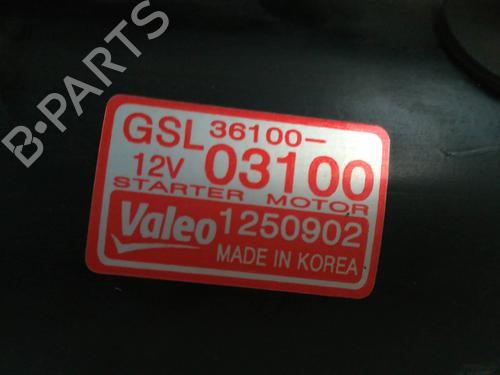 B·PARTS
GSL 36100-
12V 03100
STARTER MOTOR
Valeo 1250902
MADE IN KOREA